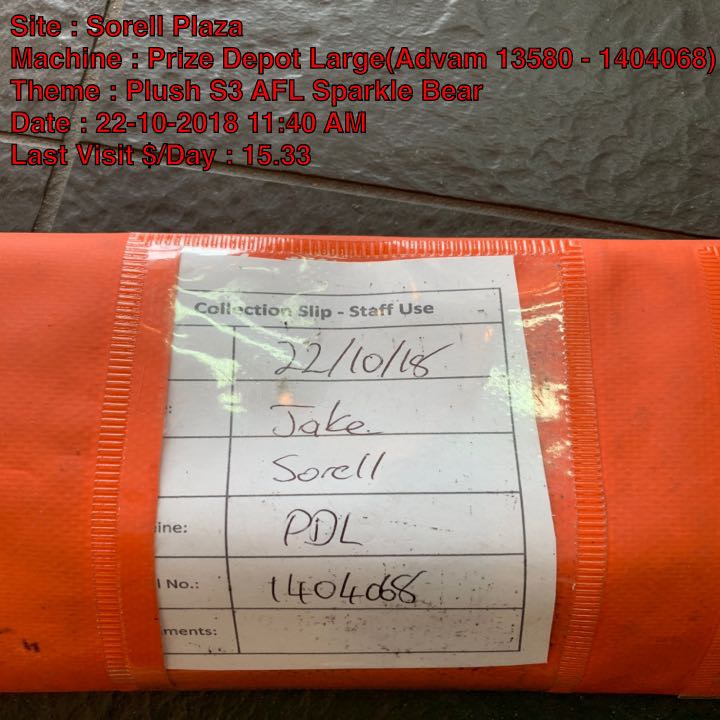 Site : Sorell Plaza
Machine : Prize Depot Large(Advam 13580 - 1404068)
Theme : Plush S3 AFL Sparkle Bear
Date : 22-10-2018 11:40 AM
Last Visit $/Day : 15.33
Collection Slip - Staff Use
22/10/18
: Jake
Sorell
ine: PDL
l No.: 1404068
ments: